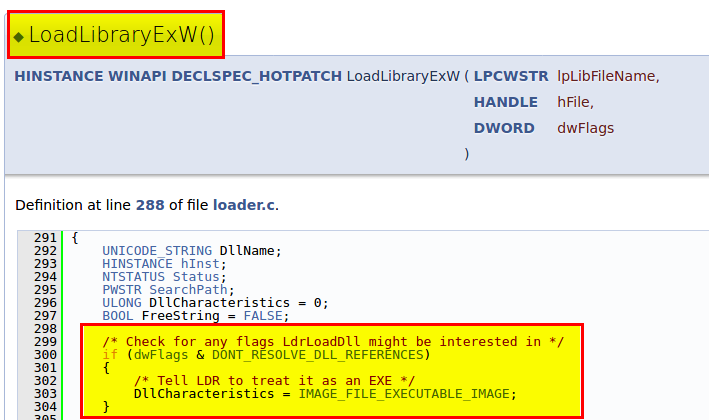 ◆ LoadLibraryExW()
HINSTANCE WINAPI DECLSPEC_HOTPATCH LoadLibraryExW ( LPCWSTR lpLibFileName,
HANDLE hFile,
DWORD dwFlags
)
Definition at line 288 of file loader.c.
291 {
292     UNICODE_STRING DllName;
293     HINSTANCE hInst;
294     NTSTATUS Status;
295     PWSTR SearchPath;
296     ULONG DllCharacteristics = 0;
297     BOOL FreeString = FALSE;
298
299     /* Check for any flags LdrLoadDll might be interested in */
300     if (dwFlags & DONT_RESOLVE_DLL_REFERENCES)
301     {
302         /* Tell LDR to treat it as an EXE */
303         DllCharacteristics = IMAGE_FILE_EXECUTABLE_IMAGE;
304     }
305